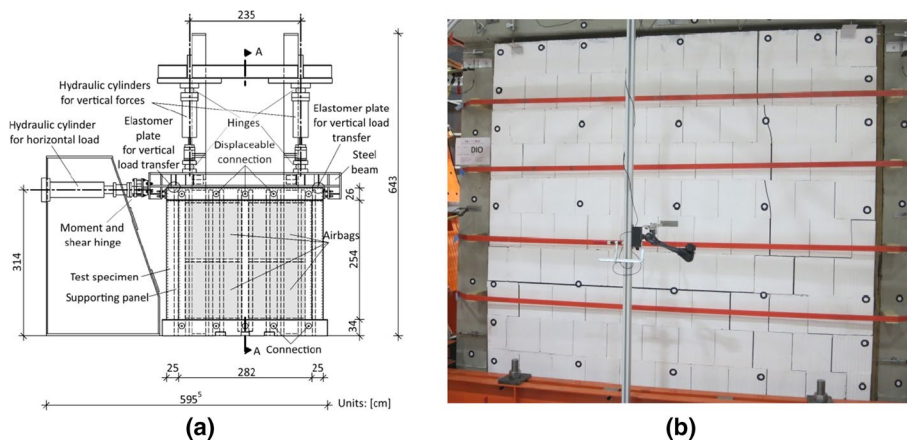 235
A
Hydraulic cylinders
for vertical forces
Elastomer plate
for vertical load
transfer
Hydraulic cylinder
for horizontal load
Elastomer
plate
for vertical
load transfer
Hinges
Displaceable
connection
Steel
beam
26
643
Moment and
shear hinge
Airbags
314
254
Test specimen
Supporting panel
34
A
Connection
25
282
25
595⁵
Units: [cm]
DIO
(a)
(b)